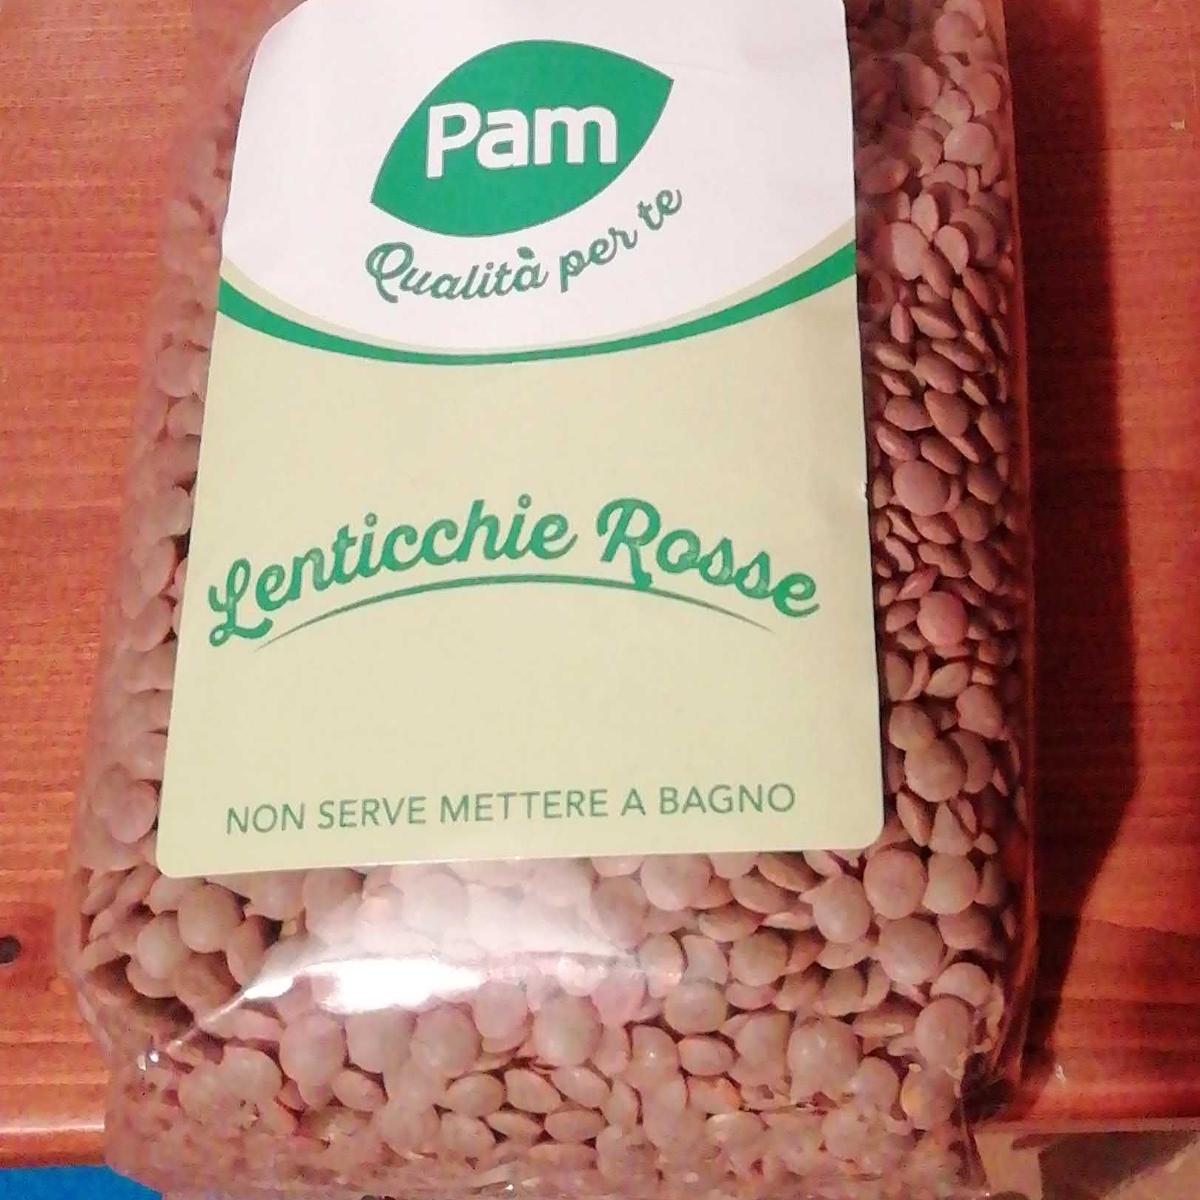 Pam
Qualità per te
Lenticchie Rosse
NON SERVE METTERE A BAGNO